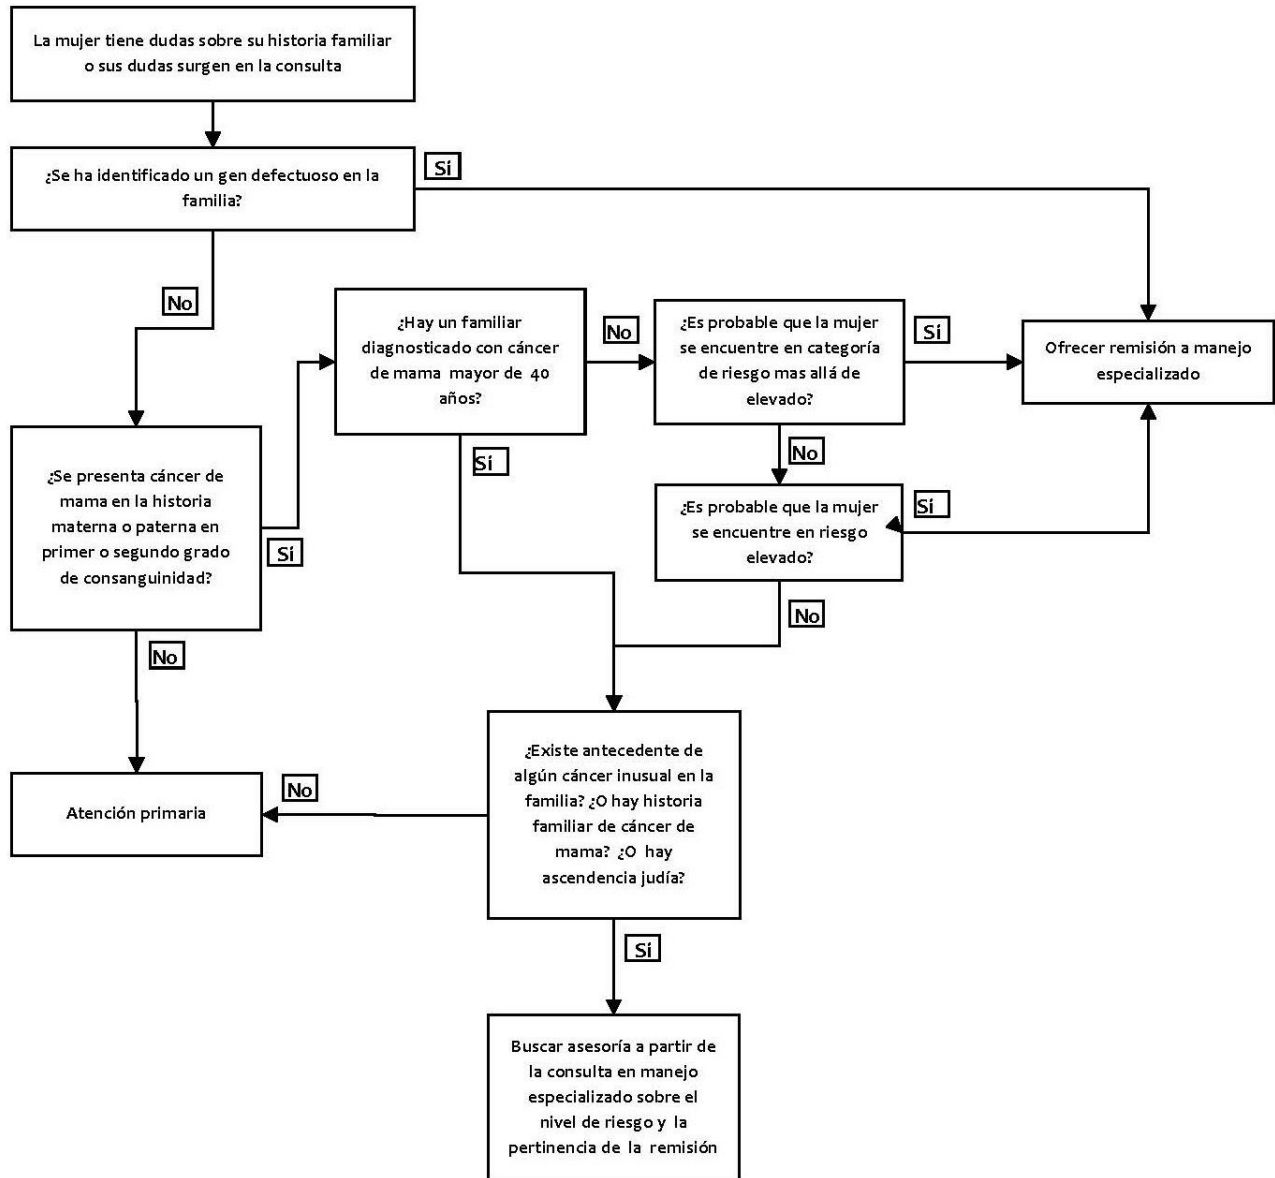 La mujer tiene dudas sobre su historia familiar
o sus dudas surgen en la consulta
¿Se ha identificado un gen defectuoso en la
familia?
Sí
No
¿Hay un familiar
diagnosticado con cáncer
de mama mayor de 40
años?
No
¿Es probable que la mujer
se encuentre en categoría
de riesgo mas allá de
elevado?
Sí
Ofrecer remisión a manejo
especializado
¿Se presenta cáncer de
mama en la historia
materna o paterna en
primer o segundo grado
de consanguinidad?
Sí
Sí
No
¿Es probable que la mujer
se encuentre en riesgo
elevado?
Sí
No
No
¿Existe antecedente de
algún cáncer inusual en la
familia? ¿O hay historia
familiar de cáncer de
mama? ¿O hay
ascendencia judía?
No
Atención primaria
Sí
Buscar asesoría a partir de
la consulta en manejo
especializado sobre el
nivel de riesgo y la
pertinencia de la remisión